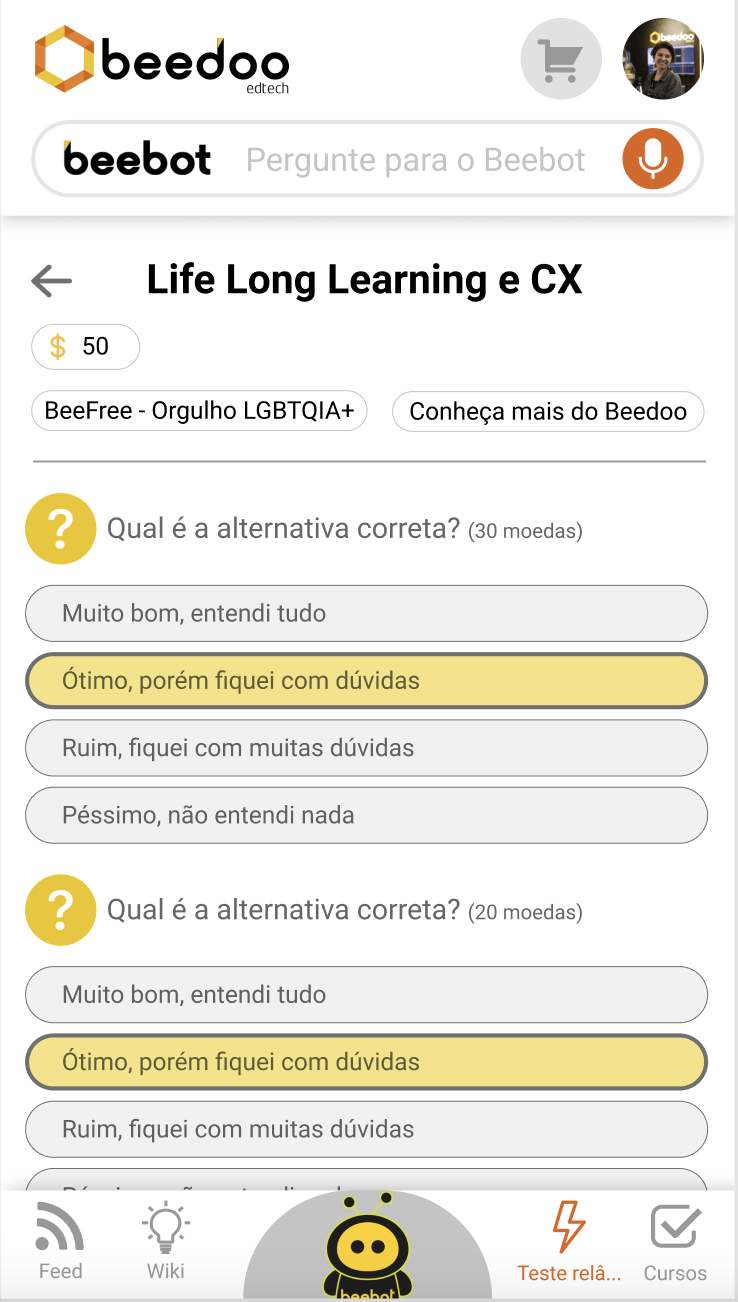 beedoo
edtech
beedoo
beebot Pergunte para o Beebot
Life Long Learning e CX
$ 50
BeeFree - Orgulho LGBTQIA+ Conheça mais do Beedoo
? Qual é a alternativa correta? (30 moedas)
Muito bom, entendi tudo
Ótimo, porém fiquei com dúvidas
Ruim, fiquei com muitas dúvidas
Péssimo, não entendi nada
? Qual é a alternativa correta? (20 moedas)
Muito bom, entendi tudo
Ótimo, porém fiquei com dúvidas
Ruim, fiquei com muitas dúvidas
beebot
Feed Wiki Teste relâ... Cursos